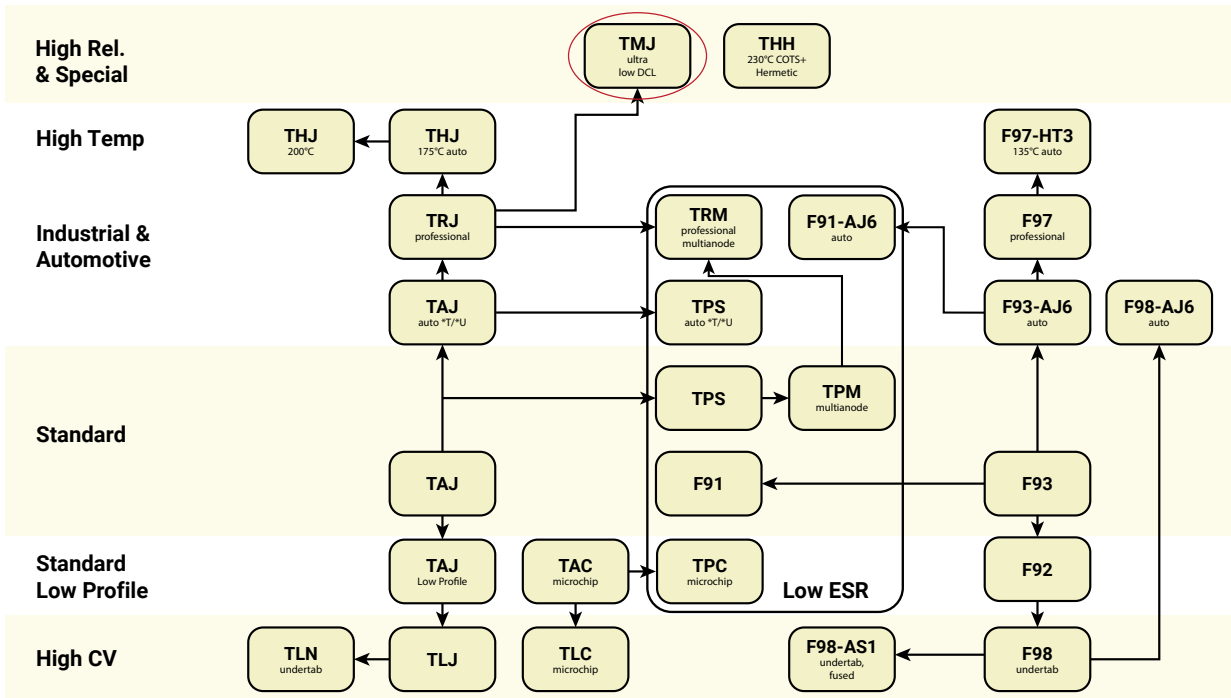 High Rel.
& Special
TMJ
ultra
low DCL
THH
230°C COTS+
Hermetic
High Temp
THJ
200°C
THJ
175°C auto
F97-HT3
135°C auto
Industrial &
Automotive
TRJ
professional
TRM
professional
multianode
F91-AJ6
auto
F97
professional
TAJ
auto *T/*U
TPS
auto *T/*U
F93-AJ6
auto
F98-AJ6
auto
Standard
TPS
TPM
multianode
TAJ
F91
F93
Standard
Low Profile
TAJ
Low Profile
TAC
microchip
TPC
microchip
Low ESR
F92
High CV
TLN
undertab
TLJ
TLC
microchip
F98-AS1
undertab,
fused
F98
undertab